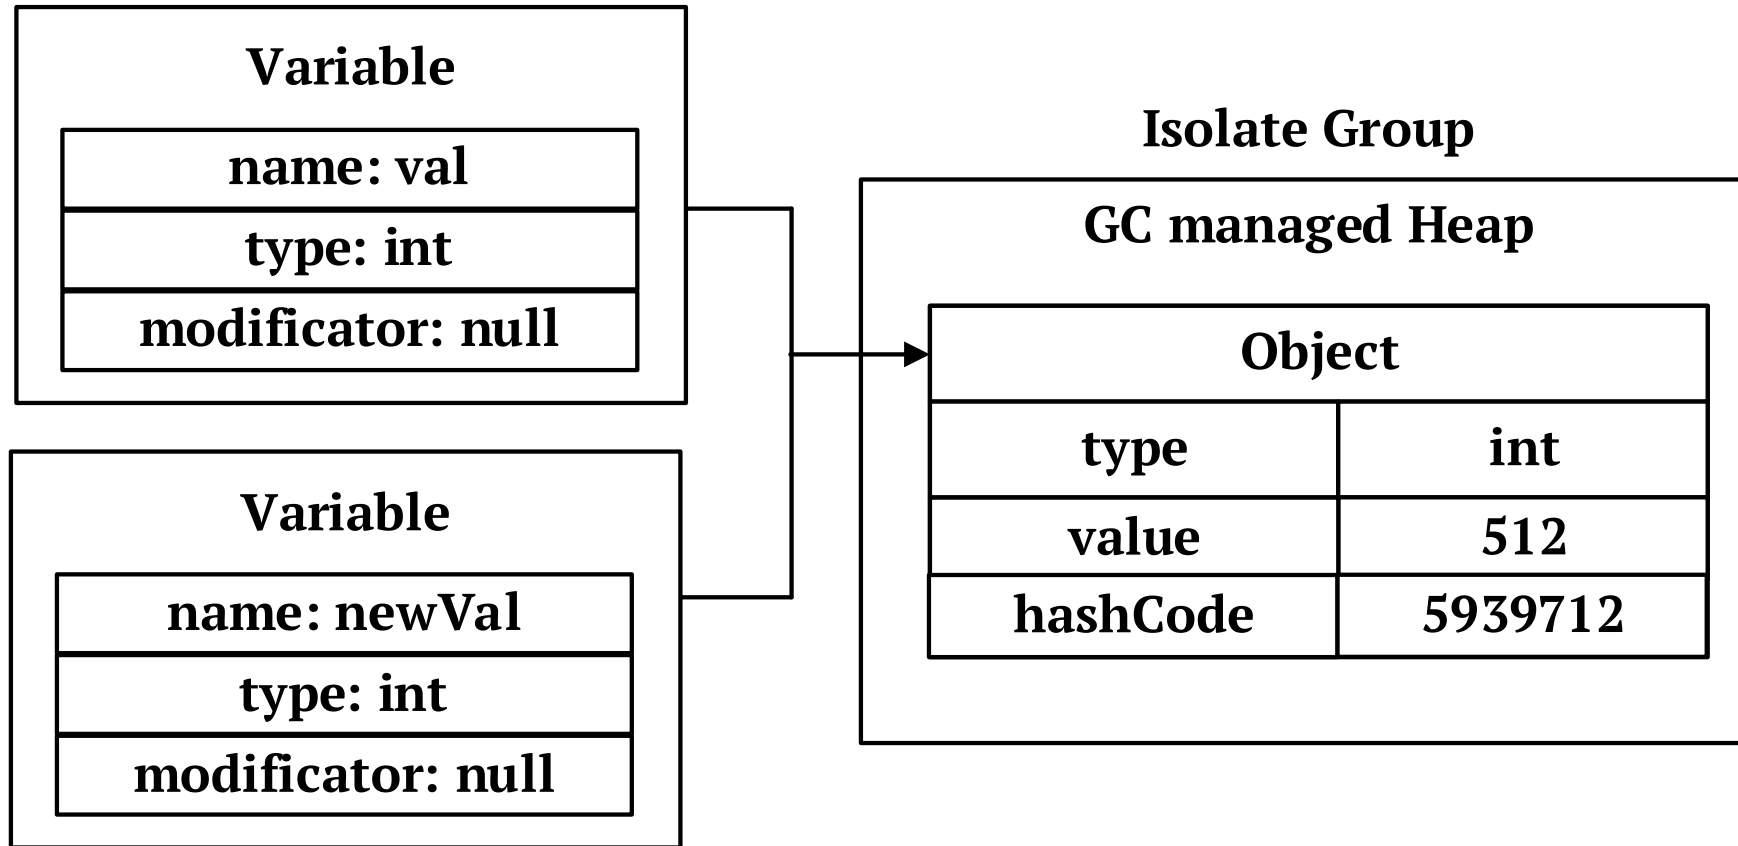 Variable
name: val
type: int
modificator: null
Variable
name: newVal
type: int
modificator: null
Isolate Group
GC managed Heap
Object
type int
value 512
hashCode 5939712